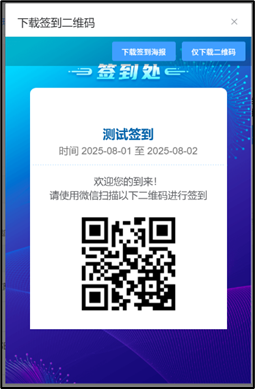 下载签到二维码
下载签到海报 仅下载二维码
签到处
测试签到
时间 2025-08-01 至 2025-08-02
欢迎您的到来！
请使用微信扫描以下二维码进行签到